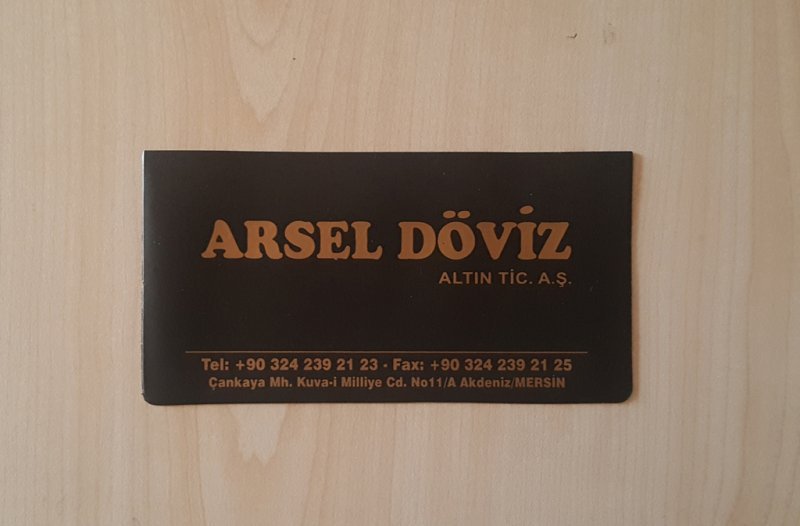 ARSEL DÖVİZ
ALTIN TİC. A.Ş.
Tel: +90 324 239 21 23 - Fax: +90 324 239 21 25
Çankaya Mh. Kuva-i Milliye Cd. No11/A Akdeniz/MERSİN